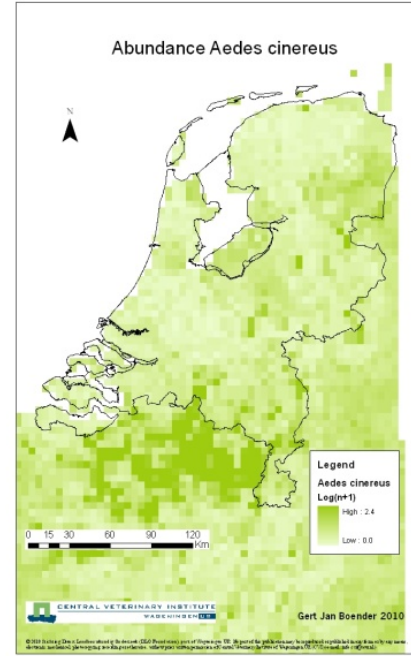 Abundance Aedes cinereus
N
Legend
Aedes cinereus
Log(n+1)
High : 2.4
Low : 0.0
0 15 30 60 90 120
Km
CENTRAL VETERINARY INSTITUTE
WAGENINGEN UR
Gert Jan Boender 2010